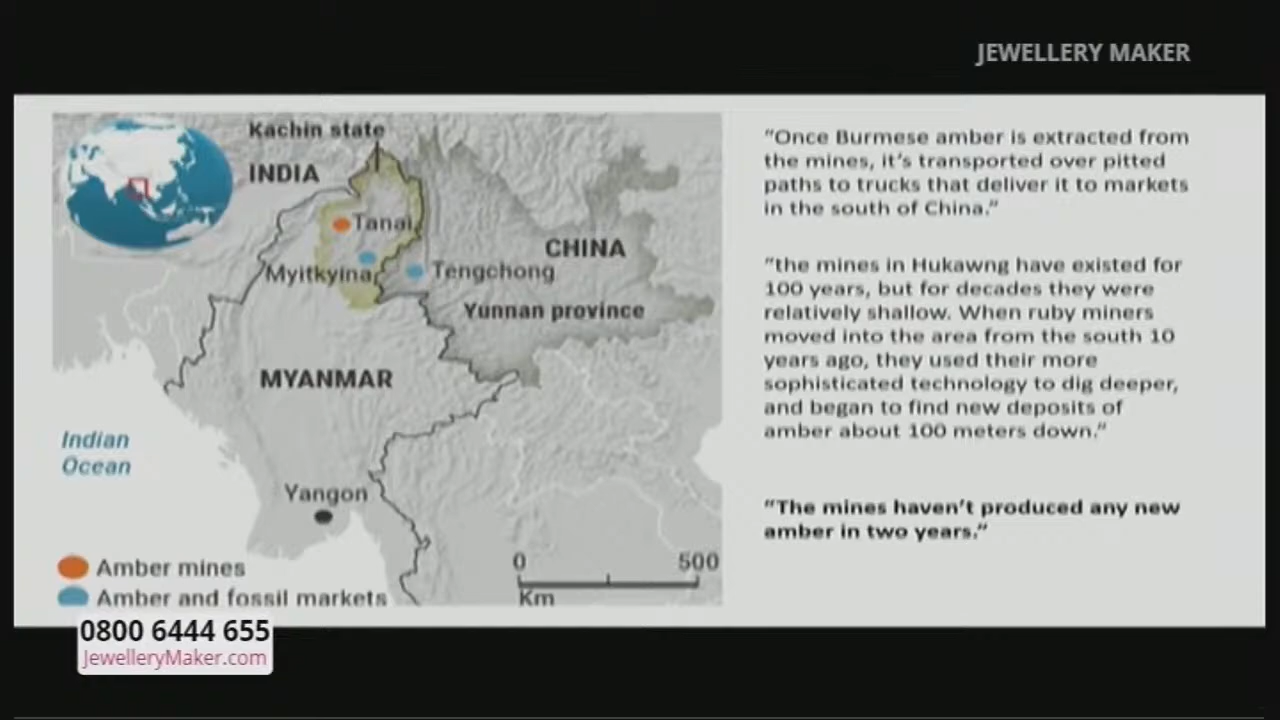 JEWELLERY MAKER
Kachin state
INDIA
Tanai
CHINA
Myitkyina
Tengchong
Yunnan province
MYANMAR
Indian
Ocean
Yangon
Amber mines
Amber and fossil markets
0 500
Km
"Once Burmese amber is extracted from
the mines, it's transported over pitted
paths to trucks that deliver it to markets
in the south of China."
"the mines in Hukawng have existed for
100 years, but for decades they were
relatively shallow. When ruby miners
moved into the area from the south 10
years ago, they used their more
sophisticated technology to dig deeper,
and began to find new deposits of
amber about 100 meters down."
"The mines haven't produced any new
amber in two years."
0800 6444 655
JewelleryMaker.com